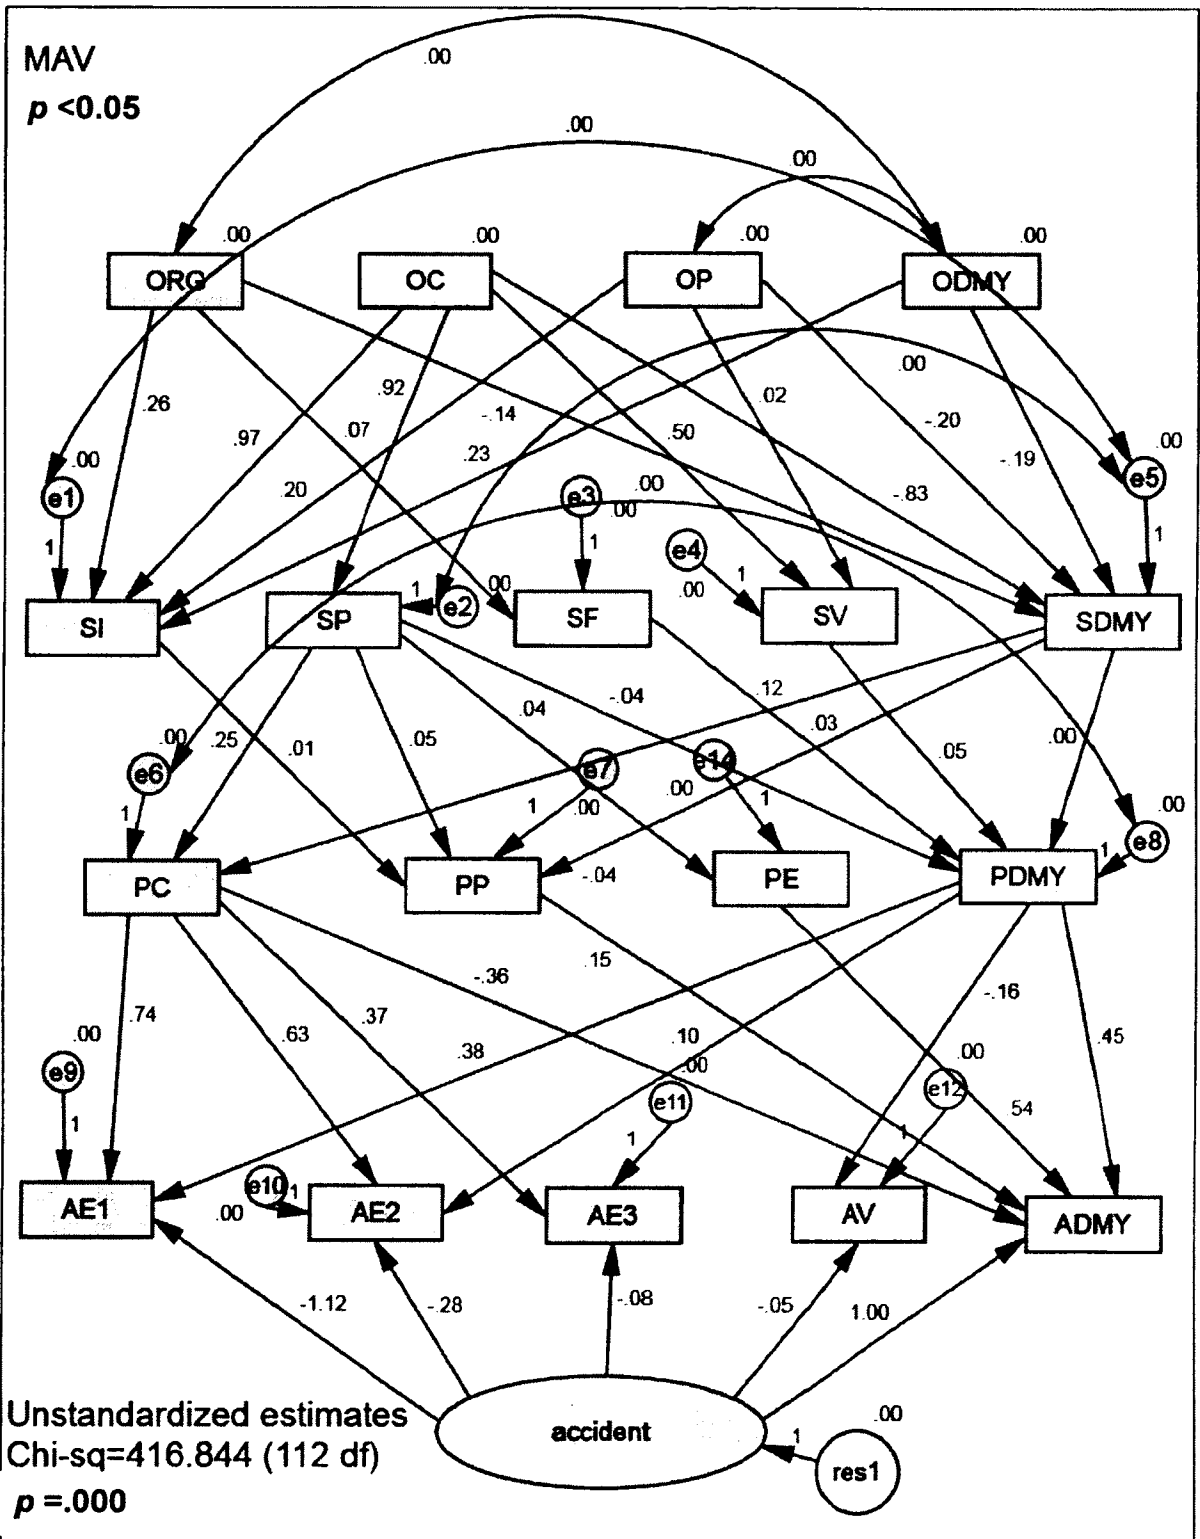 MAV
p <0.05
.00
.00
.00
.00 .00 .00 .00
ORG OC OP ODMY
.00
.26 .97 .07 .92 -.14 .50 .02 -.20
.20 .23 -.19 -.83
.00 .00 .00 .00
e1 e3 e4 e5
1 1 .00 1 1
1 e2 .00
SI SP SF SV SDMY
.04 -.04 .12 .03 .05 .00
.00 .25 .01 .05
e6 e7 e14 .00
1 1 .00 .00 1 1 e8
PC PP -.04 PE PDMY
-.36 .15 -.16
.00 .74 .63 .37 .38 .10 .00 .00 .45
e9 e11 e12 .54
1 1 1
e10 1
.00
AE1 AE2 AE3 AV ADMY
-1.12 -.28 -.08 -.05 1.00
accident .00
1
res1
Unstandardized estimates
Chi-sq=416.844 (112 df)
p =.000